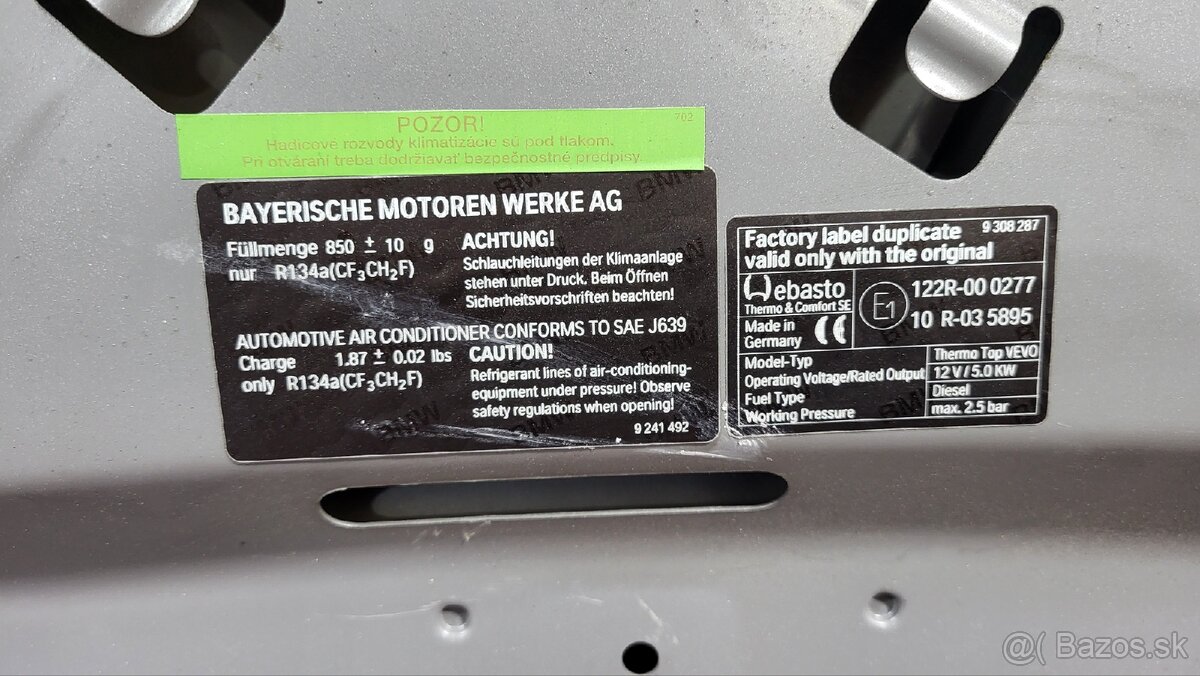 POZOR!
702
Hadicove rozvody klimatizácie sú pod tlakom.
Pri otváraní treba dodržiavať bezpečnostné predpisy.
BAYERISCHE MOTOREN WERKE AG
Füllmenge 850 ± 10 g
nur R134a(CF₃CH₂F)
ACHTUNG!
Schlauchleitungen der Klimaanlage
stehen unter Druck. Beim Öffnen
Sicherheitsvorschriften beachten!
AUTOMOTIVE AIR CONDITIONER CONFORMS TO SAE J639
Charge 1.87 ± 0.02 lbs
only R134a(CF₃CH₂F)
CAUTION!
Refrigerant lines of air-conditioning-
equipment under pressure! Observe
safety regulations when opening!
9 241 492
9 308 287
Factory label duplicate
valid only with the original
Webasto
Thermo & Comfort SE
Made in
Germany
CE
E1
122R-00 0277
10 R-03 5895
Model-Typ Thermo Top VEVO
Operating Voltage/Rated Output 12 V / 5.0 KW
Fuel Type Diesel
Working Pressure max. 2.5 bar
@( Bazos.sk